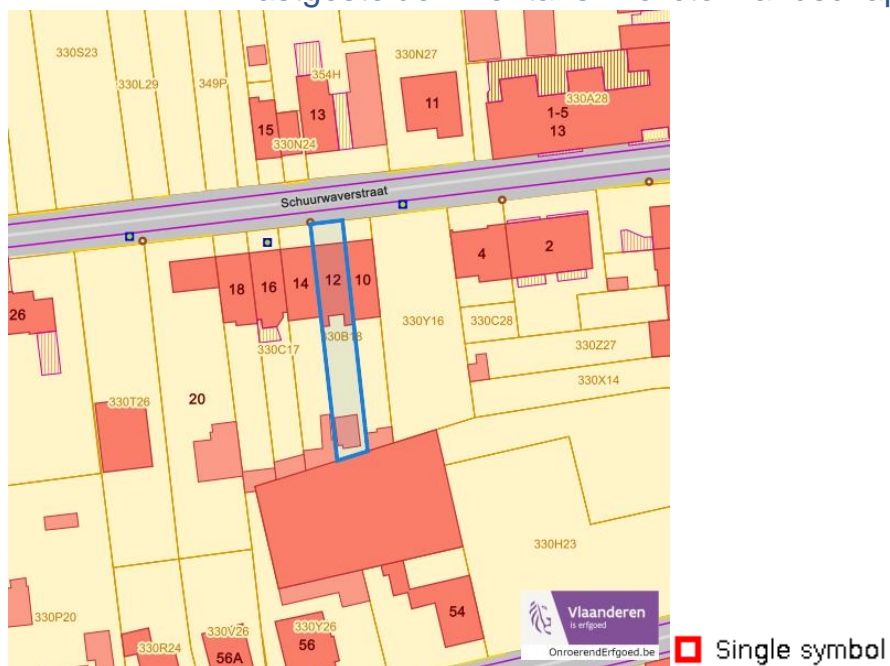 330S23
330L29
349P
354H
330N27
330A28
15
13
11
1-5
13
330N24
Schuurwaverstraat
18
16
14
12
10
4
2
26
330C17
330B18
330Y16
330C28
330Z27
330X14
330T26
20
330H23
330P20
330R24
330V26
330Y26
56A
56
54
Vlaanderen
is erfgoed
OnroerendErfgoed.be
Single symbol